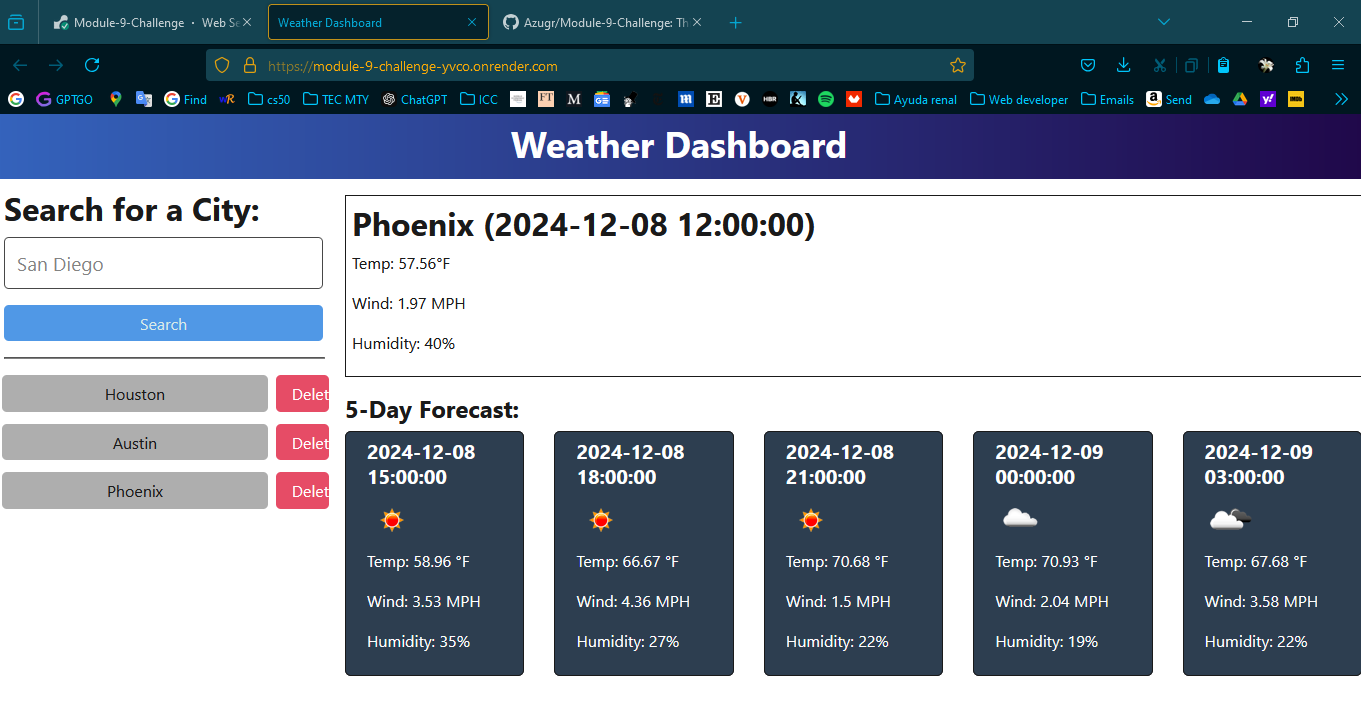 Module-9-Challenge · Web Se
Weather Dashboard
Azugr/Module-9-Challenge: Th
https://module-9-challenge-yvco.onrender.com
GPTGO
Find
cs50
TEC MTY
ChatGPT
ICC
FT
M
m
E
V
HBR
Ayuda renal
Web developer
Emails
Send
y!
Weather Dashboard
Search for a City:
San Diego
Search
Houston
Delet
Austin
Delet
Phoenix
Delet
Phoenix (2024-12-08 12:00:00)
Temp: 57.56°F
Wind: 1.97 MPH
Humidity: 40%
5-Day Forecast:
2024-12-08
15:00:00
Temp: 58.96 °F
Wind: 3.53 MPH
Humidity: 35%
2024-12-08
18:00:00
Temp: 66.67 °F
Wind: 4.36 MPH
Humidity: 27%
2024-12-08
21:00:00
Temp: 70.68 °F
Wind: 1.5 MPH
Humidity: 22%
2024-12-09
00:00:00
Temp: 70.93 °F
Wind: 2.04 MPH
Humidity: 19%
2024-12-09
03:00:00
Temp: 67.68 °F
Wind: 3.58 MPH
Humidity: 22%